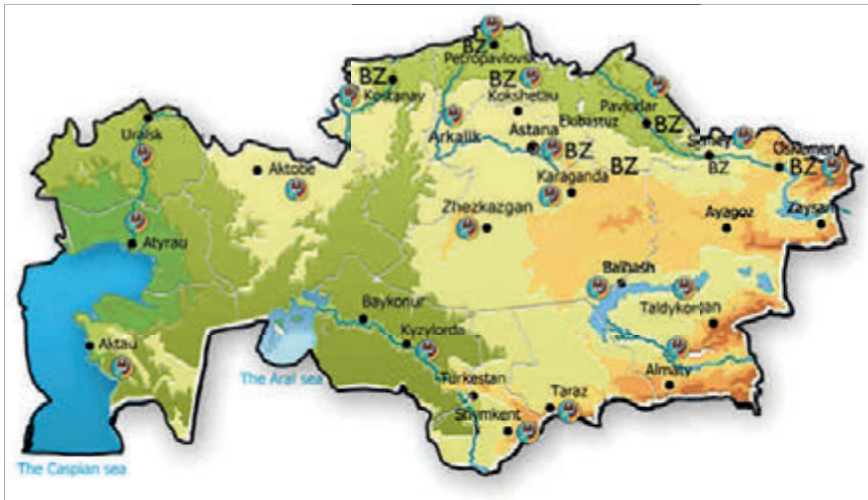 BZ
Petropavlovsk
BZ
Kostanay
BZ
Kokshetau
Pavlodar
BZ
Uralsk
Arkalik
Astana
Ekibastuz
BZ
BZ
Semey
BZ
Oskemen
BZ
Aktobe
Karaganda
Zhezkazgan
Ayagoz
Zaysan
Atyrau
Balhash
Baykonur
Taldykorgan
Aktau
Kyzylorda
The Aral sea
Turkestan
Taraz
Almaty
Shymkent
The Caspian sea